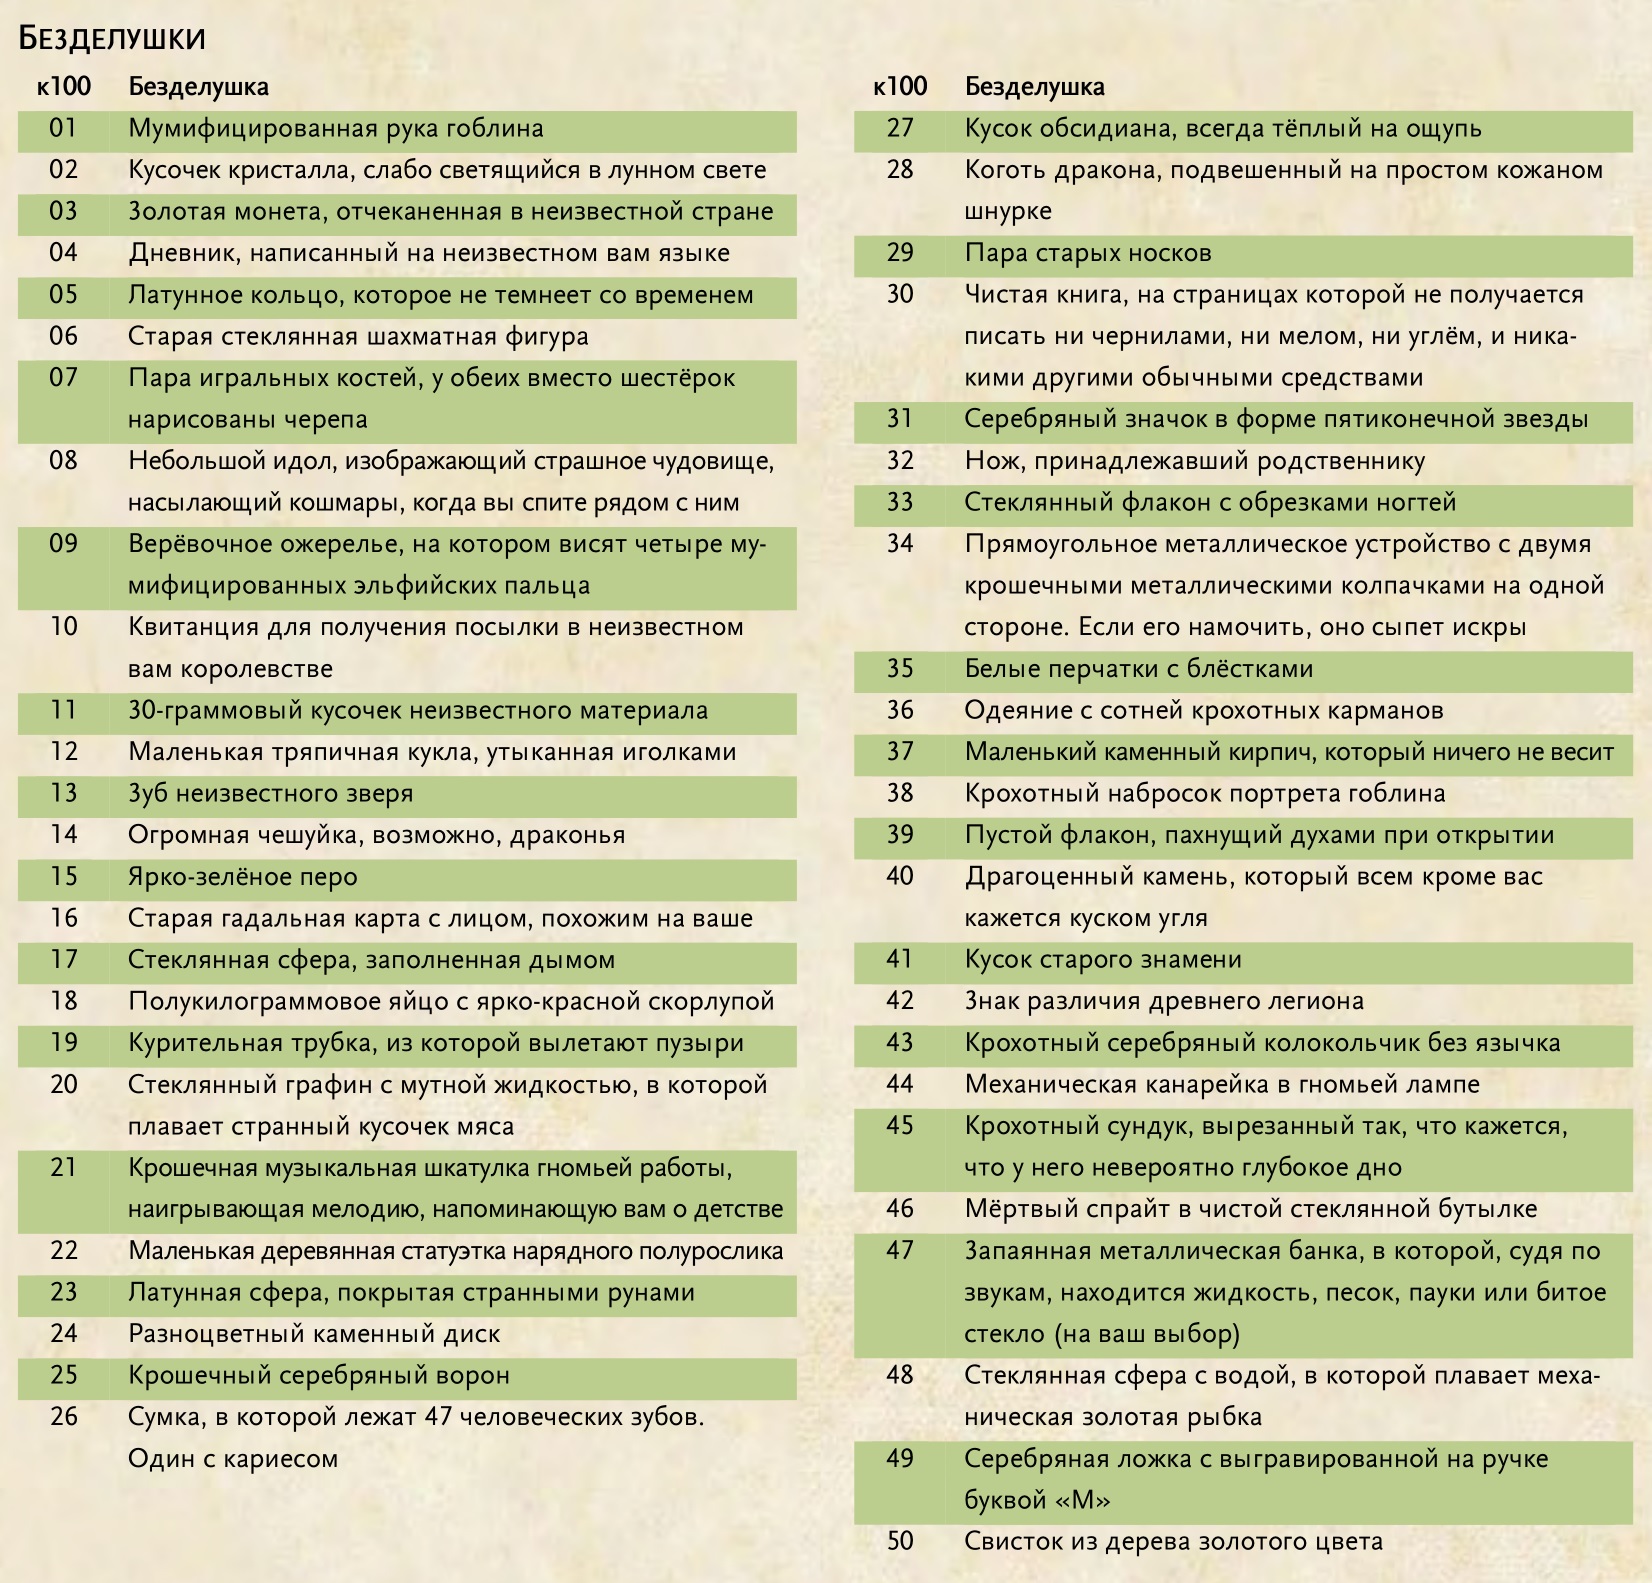 Безделушки
к100 Безделушка
01 Мумифицированная рука гоблина
02 Кусочек кристалла, слабо светящийся в лунном свете
03 Золотая монета, отчеканенная в неизвестной стране
04 Дневник, написанный на неизвестном вам языке
05 Латунное кольцо, которое не темнеет со временем
06 Старая стеклянная шахматная фигура
07 Пара игральных костей, у обеих вместо шестёрок
нарисованы черепа
08 Небольшой идол, изображающий страшное чудовище,
насылающий кошмары, когда вы спите рядом с ним
09 Верёвочное ожерелье, на котором висят четыре му-
мифицированных эльфийских пальца
10 Квитанция для получения посылки в неизвестном
вам королевстве
11 30-граммовый кусочек неизвестного материала
12 Маленькая тряпичная кукла, утыканная иголками
13 Зуб неизвестного зверя
14 Огромная чешуйка, возможно, драконья
15 Ярко-зелёное перо
16 Старая гадальная карта с лицом, похожим на ваше
17 Стеклянная сфера, заполненная дымом
18 Полукилограммовое яйцо с ярко-красной скорлупой
19 Курительная трубка, из которой вылетают пузыри
20 Стеклянный графин с мутной жидкостью, в которой
плавает странный кусочек мяса
21 Крошечная музыкальная шкатулка гномьей работы,
наигрывающая мелодию, напоминающую вам о детстве
22 Маленькая деревянная статуэтка нарядного полурослика
23 Латунная сфера, покрытая странными рунами
24 Разноцветный каменный диск
25 Крошечный серебряный ворон
26 Сумка, в которой лежат 47 человеческих зубов.
Один с кариесом
к100 Безделушка
27 Кусок обсидиана, всегда тёплый на ощупь
28 Коготь дракона, подвешенный на простом кожаном
шнурке
29 Пара старых носков
30 Чистая книга, на страницах которой не получается
писать ни чернилами, ни мелом, ни углём, и ника-
кими другими обычными средствами
31 Серебряный значок в форме пятиконечной звезды
32 Нож, принадлежавший родственнику
33 Стеклянный флакон с обрезками ногтей
34 Прямоугольное металлическое устройство с двумя
крошечными металлическими колпачками на одной
стороне. Если его намочить, оно сыпет искры
35 Белые перчатки с блёстками
36 Одеяние с сотней крохотных карманов
37 Маленький каменный кирпич, который ничего не весит
38 Крохотный набросок портрета гоблина
39 Пустой флакон, пахнущий духами при открытии
40 Драгоценный камень, который всем кроме вас
кажется куском угля
41 Кусок старого знамени
42 Знак различия древнего легиона
43 Крохотный серебряный колокольчик без язычка
44 Механическая канарейка в гномьей лампе
45 Крохотный сундук, вырезанный так, что кажется,
что у него невероятно глубокое дно
46 Мёртвый спрайт в чистой стеклянной бутылке
47 Запаянная металлическая банка, в которой, судя по
звукам, находится жидкость, песок, пауки или битое
стекло (на ваш выбор)
48 Стеклянная сфера с водой, в которой плавает меха-
ническая золотая рыбка
49 Серебряная ложка с выгравированной на ручке
буквой «М»
50 Свисток из дерева золотого цвета